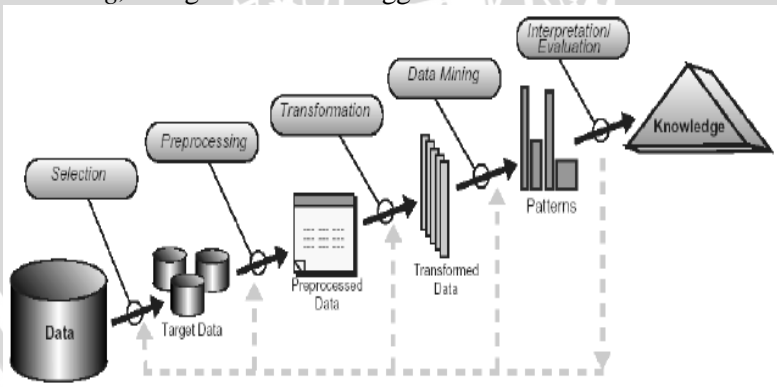 Interpretation/
Evaluation
Data Mining
Transformation
Preprocessing
Selection
Knowledge
Patterns
Transformed
Data
Preprocessed
Data
Target Data
Data